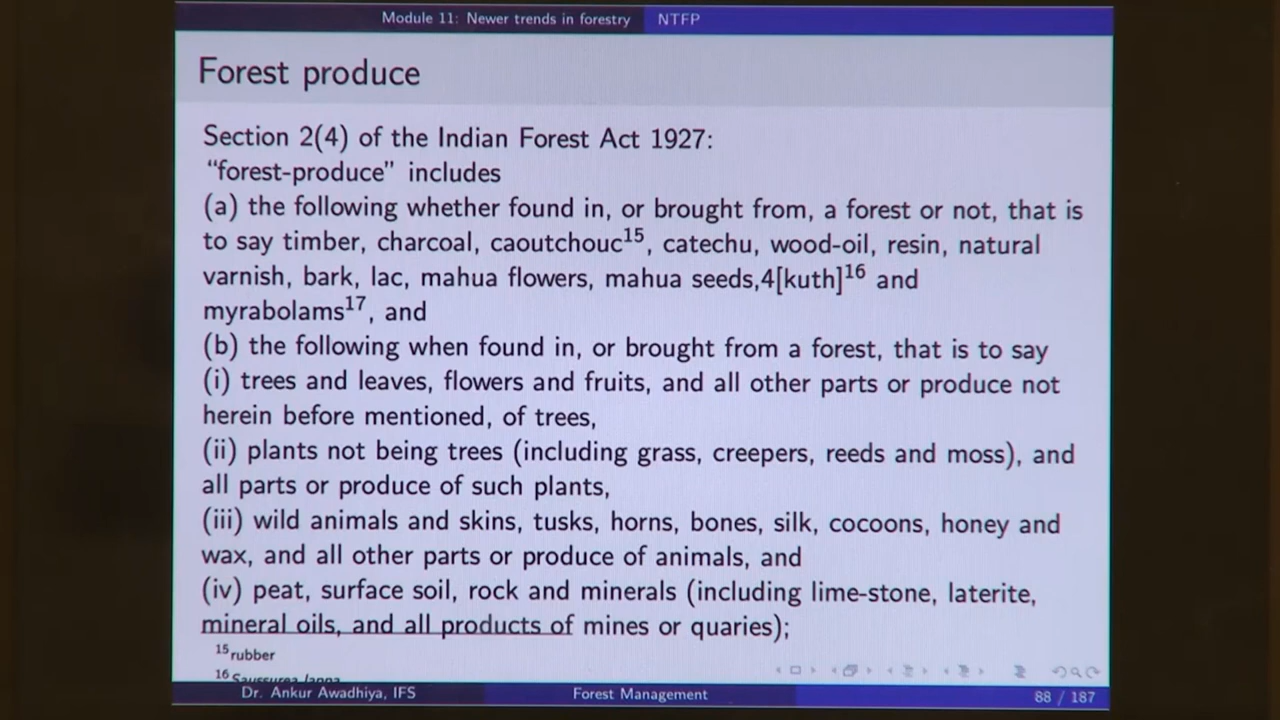 Module 11: Newer trends in forestry NTFP
Forest produce
Section 2(4) of the Indian Forest Act 1927:
“forest-produce” includes
(a) the following whether found in, or brought from, a forest or not, that is
to say timber, charcoal, caoutchouc15, catechu, wood-oil, resin, natural
varnish, bark, lac, mahua flowers, mahua seeds,4[kuth]16 and
myrabolams17, and
(b) the following when found in, or brought from a forest, that is to say
(i) trees and leaves, flowers and fruits, and all other parts or produce not
herein before mentioned, of trees,
(ii) plants not being trees (including grass, creepers, reeds and moss), and
all parts or produce of such plants,
(iii) wild animals and skins, tusks, horns, bones, silk, cocoons, honey and
wax, and all other parts or produce of animals, and
(iv) peat, surface soil, rock and minerals (including lime-stone, laterite,
mineral oils, and all products of mines or quaries);
15 rubber
16 Saussurea
Dr. Ankur Awadhiya, IFS Forest Management 88 / 187